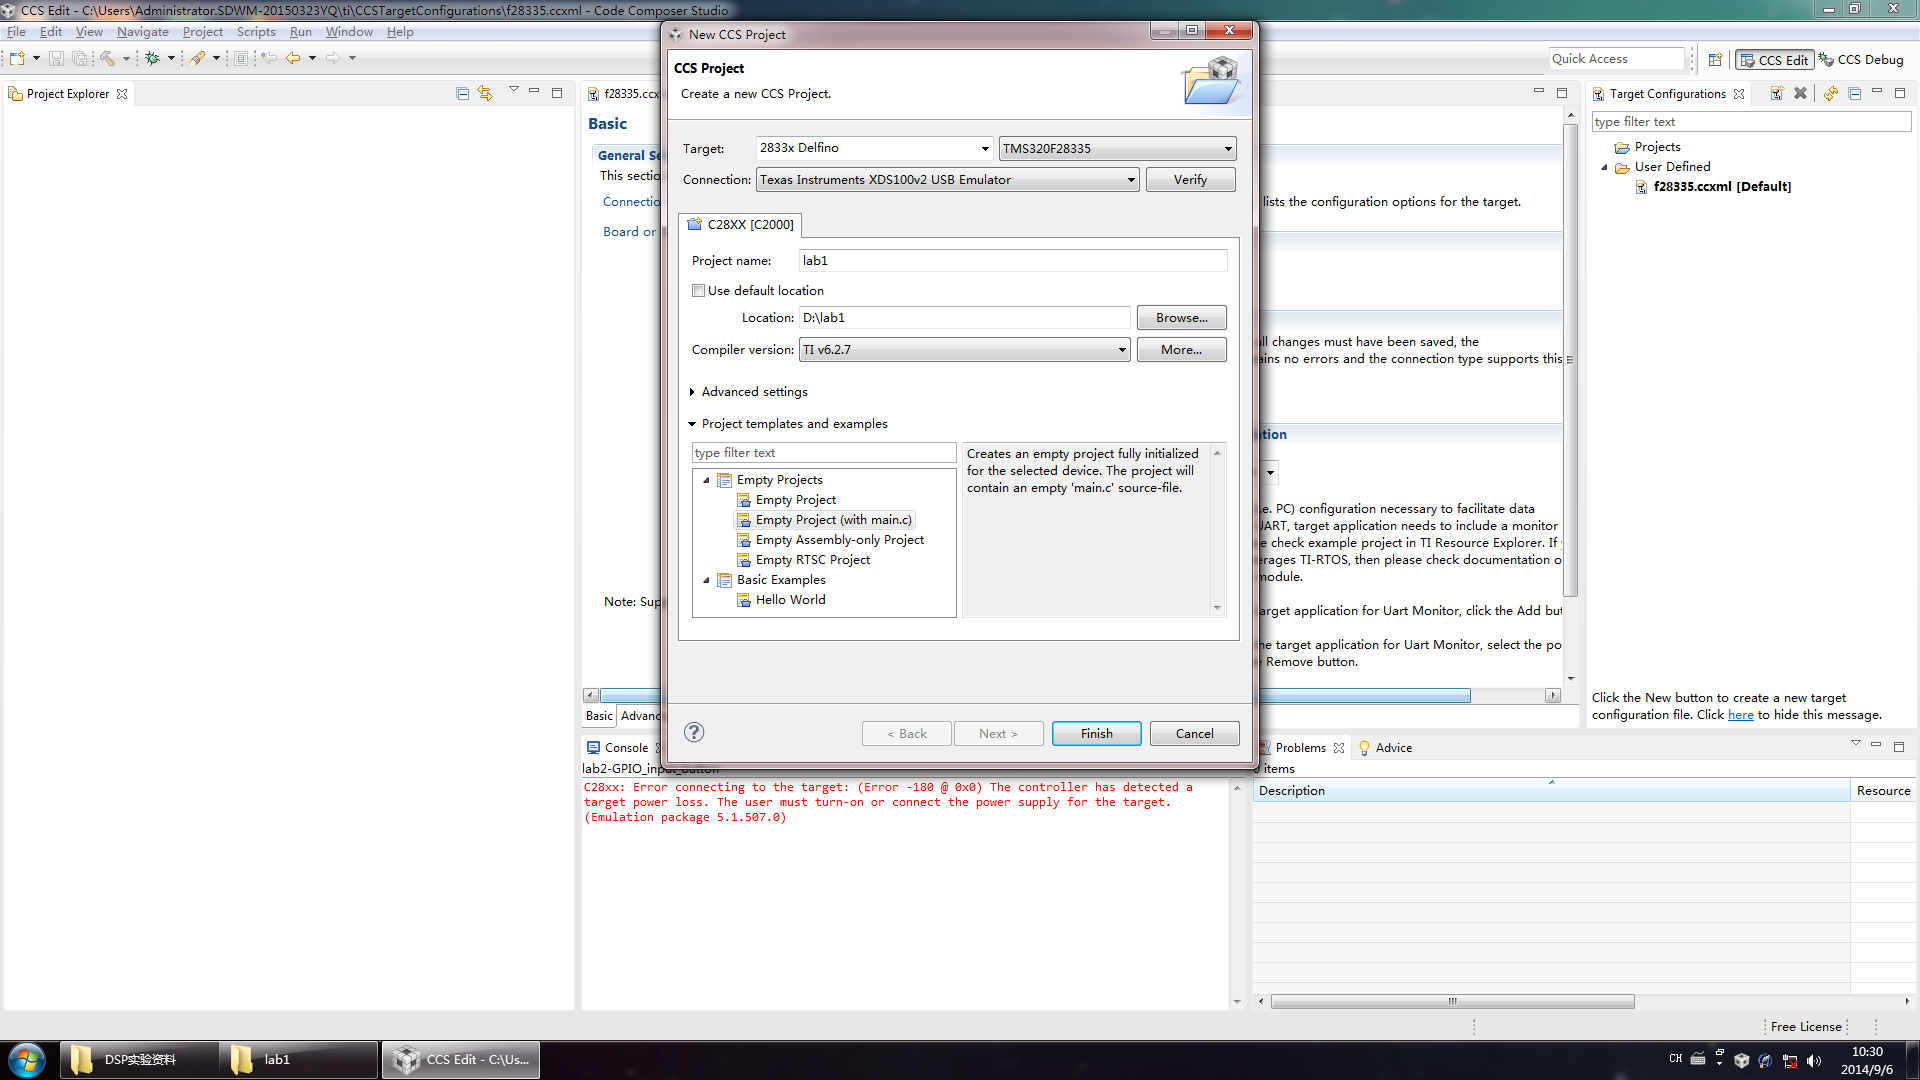 CCS Edit - C:\Users\Administrator.SDWM-20150323YQ\ti\CCSTargetConfigurations\f28335.ccxml - Code Composer Studio
File Edit View Navigate Project Scripts Run Window Help
Quick Access
CCS Edit
CCS Debug
Project Explorer
f28335.ccx
Basic
General Se
This sectio
Connectio
Board or
Note: Sup
Basic Advanc
lists the configuration options for the target.
ll changes must have been saved, the
ains no errors and the connection type supports this
ation
.e. PC) configuration necessary to facilitate data
UART, target application needs to include a monitor
e check example project in TI Resource Explorer. If
erages TI-RTOS, then please check documentation o
module.
arget application for Uart Monitor, click the Add but
he target application for Uart Monitor, select the po
e Remove button.
New CCS Project
CCS Project
Create a new CCS Project.
Target: 2833x Delfino TMS320F28335
Connection: Texas Instruments XDS100v2 USB Emulator Verify
C28XX [C2000]
Project name: lab1
Use default location
Location: D:\lab1 Browse...
Compiler version: TI v6.2.7 More...
Advanced settings
Project templates and examples
type filter text
Empty Projects
Empty Project
Empty Project (with main.c)
Empty Assembly-only Project
Empty RTSC Project
Basic Examples
Hello World
Creates an empty project fully initialized
for the selected device. The project will
contain an empty 'main.c' source-file.
< Back Next > Finish Cancel
Target Configurations
type filter text
Projects
User Defined
f28335.ccxml [Default]
Click the New button to create a new target
configuration file. Click here to hide this message.
Console
lab2-GPIO_input_button
C28xx: Error connecting to the target: (Error -180 @ 0x0) The controller has detected a
target power loss. The user must turn-on or connect the power supply for the target.
(Emulation package 5.1.507.0)
Problems Advice
0 items
Description Resource
Free License
DSP实验资料
lab1
CCS Edit - C:\Us...
CH
10:30
2014/9/6